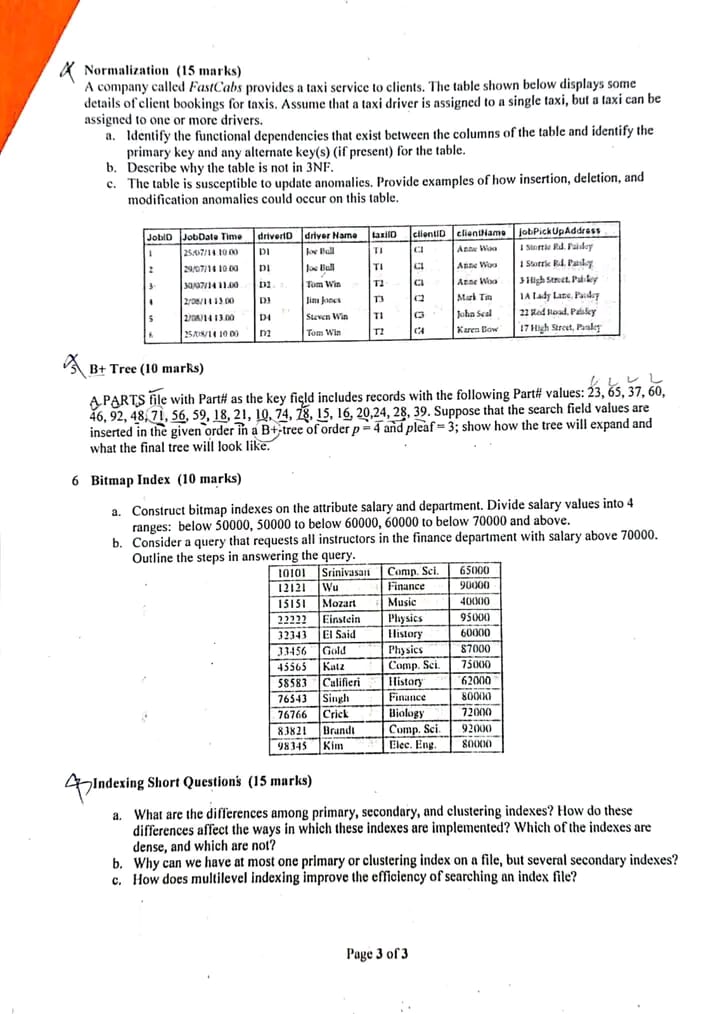 Normalization (15 marks)
A company called FastCabs provides a taxi service to clients. The table shown below displays some
details of client bookings for taxis. Assume that a taxi driver is assigned to a single taxi, but a taxi can be
assigned to one or more drivers.
a. Identify the functional dependencies that exist between the columns of the table and identify the
primary key and any alternate key(s) (if present) for the table.
b. Describe why the table is not in 3NF.
c. The table is susceptible to update anomalies. Provide examples of how insertion, deletion, and
modification anomalies could occur on this table.
JobID JobDate Time driverID driver Name taxiID clientID clientName jobPickUpAddress
1 25/07/14 10 00 D1 Joe Bull T1 C1 Anne Woo 1 Storrie Rd. Paisley
2 29/07/14 10 00 D1 Joe Bull T1 C1 Anne Woo 1 Storrie Rd. Paisley
3 30/07/14 11.00 D2 Tom Win T2 C1 Anne Woo 3 High Street, Paisley
4 2/08/14 13 00 D3 Jim Jones T3 C2 Mark Tin 1A Lady Lane, Paisley
5 2/08/14 13.00 D4 Steven Win T1 C3 John Seal 22 Red Road, Paisley
6 25/08/14 10 00 D2 Tom Win T2 C4 Karen Bow 17 High Street, Paisley
B+ Tree (10 marks)
A PARTS file with Part# as the key field includes records with the following Part# values: 23, 65, 37, 60,
46, 92, 48, 71, 56, 59, 18, 21, 10, 74, 78, 15, 16, 20,24, 28, 39. Suppose that the search field values are
inserted in the given order in a B+-tree of order p = 4 and pleaf = 3; show how the tree will expand and
what the final tree will look like.
6 Bitmap Index (10 marks)
a. Construct bitmap indexes on the attribute salary and department. Divide salary values into 4
ranges: below 50000, 50000 to below 60000, 60000 to below 70000 and above.
b. Consider a query that requests all instructors in the finance department with salary above 70000.
Outline the steps in answering the query.
10101 Srinivasan Comp. Sci. 65000
12121 Wu Finance 90000
15151 Mozart Music 40000
22222 Einstein Physics 95000
32343 El Said History 60000
33456 Gold Physics 87000
45565 Katz Comp. Sci. 75000
58583 Califieri History 62000
76543 Singh Finance 80000
76766 Crick Biology 72000
83821 Brandt Comp. Sci. 92000
98345 Kim Elec. Eng. 80000
Indexing Short Questions (15 marks)
a. What are the differences among primary, secondary, and clustering indexes? How do these
differences affect the ways in which these indexes are implemented? Which of the indexes are
dense, and which are not?
b. Why can we have at most one primary or clustering index on a file, but several secondary indexes?
c. How does multilevel indexing improve the efficiency of searching an index file?
Page 3 of 3